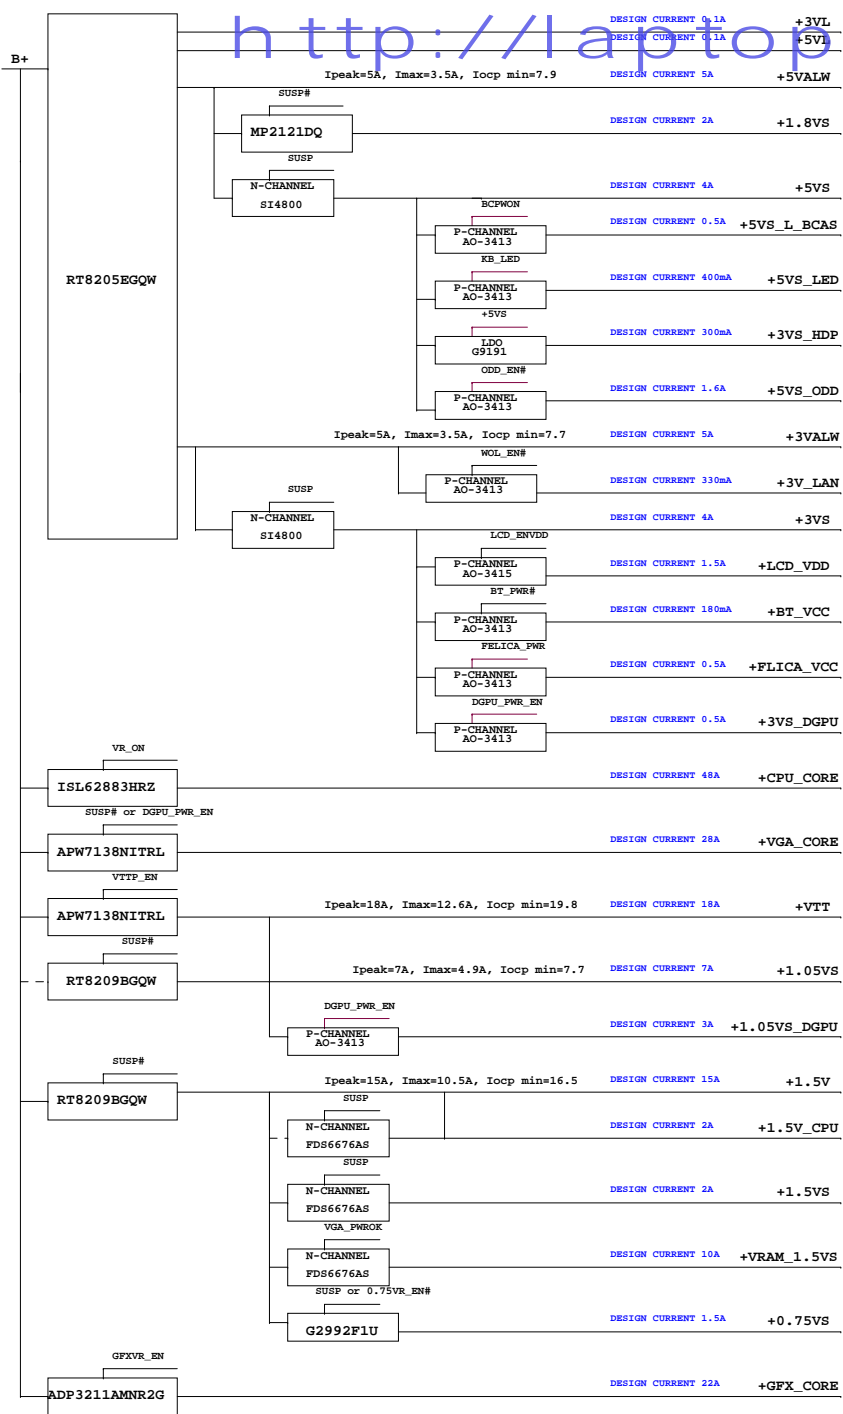 http://laptop
DESIGN CURRENT 0.1A +3VL
DESIGN CURRENT 0.1A +5VL
B+
Ipeak=5A, Imax=3.5A, Iocp min=7.9 DESIGN CURRENT 5A +5VALW
SUSP#
MP2121DQ DESIGN CURRENT 2A +1.8VS
SUSP
N-CHANNEL DESIGN CURRENT 4A +5VS
SI4800
BCPWON
P-CHANNEL DESIGN CURRENT 0.5A +5VS_L_BCAS
AO-3413
KB_LED
RT8205EGQW
P-CHANNEL DESIGN CURRENT 400mA +5VS_LED
AO-3413
+5VS
LDO DESIGN CURRENT 300mA +3VS_HDP
G9191
ODD_EN#
P-CHANNEL DESIGN CURRENT 1.6A +5VS_ODD
AO-3413
Ipeak=5A, Imax=3.5A, Iocp min=7.7 DESIGN CURRENT 5A +3VALW
WOL_EN#
P-CHANNEL DESIGN CURRENT 330mA +3V_LAN
AO-3413
SUSP
N-CHANNEL DESIGN CURRENT 4A +3VS
SI4800
LCD_ENVDD
P-CHANNEL DESIGN CURRENT 1.5A +LCD_VDD
AO-3415
BT_PWR#
P-CHANNEL DESIGN CURRENT 180mA +BT_VCC
AO-3413
FELICA_PWR
P-CHANNEL DESIGN CURRENT 0.5A +FLICA_VCC
AO-3413
DGPU_PWR_EN
P-CHANNEL DESIGN CURRENT 0.5A +3VS_DGPU
AO-3413
VR_ON
ISL62883HRZ DESIGN CURRENT 48A +CPU_CORE
SUSP# or DGPU_PWR_EN
APW7138NITRL DESIGN CURRENT 28A +VGA_CORE
VTTP_EN
APW7138NITRL Ipeak=18A, Imax=12.6A, Iocp min=19.8 DESIGN CURRENT 18A +VTT
SUSP#
RT8209BGQW Ipeak=7A, Imax=4.9A, Iocp min=7.7 DESIGN CURRENT 7A +1.05VS
DGPU_PWR_EN
P-CHANNEL DESIGN CURRENT 3A +1.05VS_DGPU
AO-3413
SUSP#
RT8209BGQW Ipeak=15A, Imax=10.5A, Iocp min=16.5 DESIGN CURRENT 15A +1.5V
SUSP
N-CHANNEL DESIGN CURRENT 2A +1.5V_CPU
FDS6676AS
SUSP
N-CHANNEL DESIGN CURRENT 2A +1.5VS
FDS6676AS
VGA_PWROK
N-CHANNEL DESIGN CURRENT 10A +VRAM_1.5VS
FDS6676AS
SUSP or 0.75VR_EN#
G2992F1U DESIGN CURRENT 1.5A +0.75VS
GFXVR_EN
ADP3211AMNR2G DESIGN CURRENT 22A +GFX_CORE